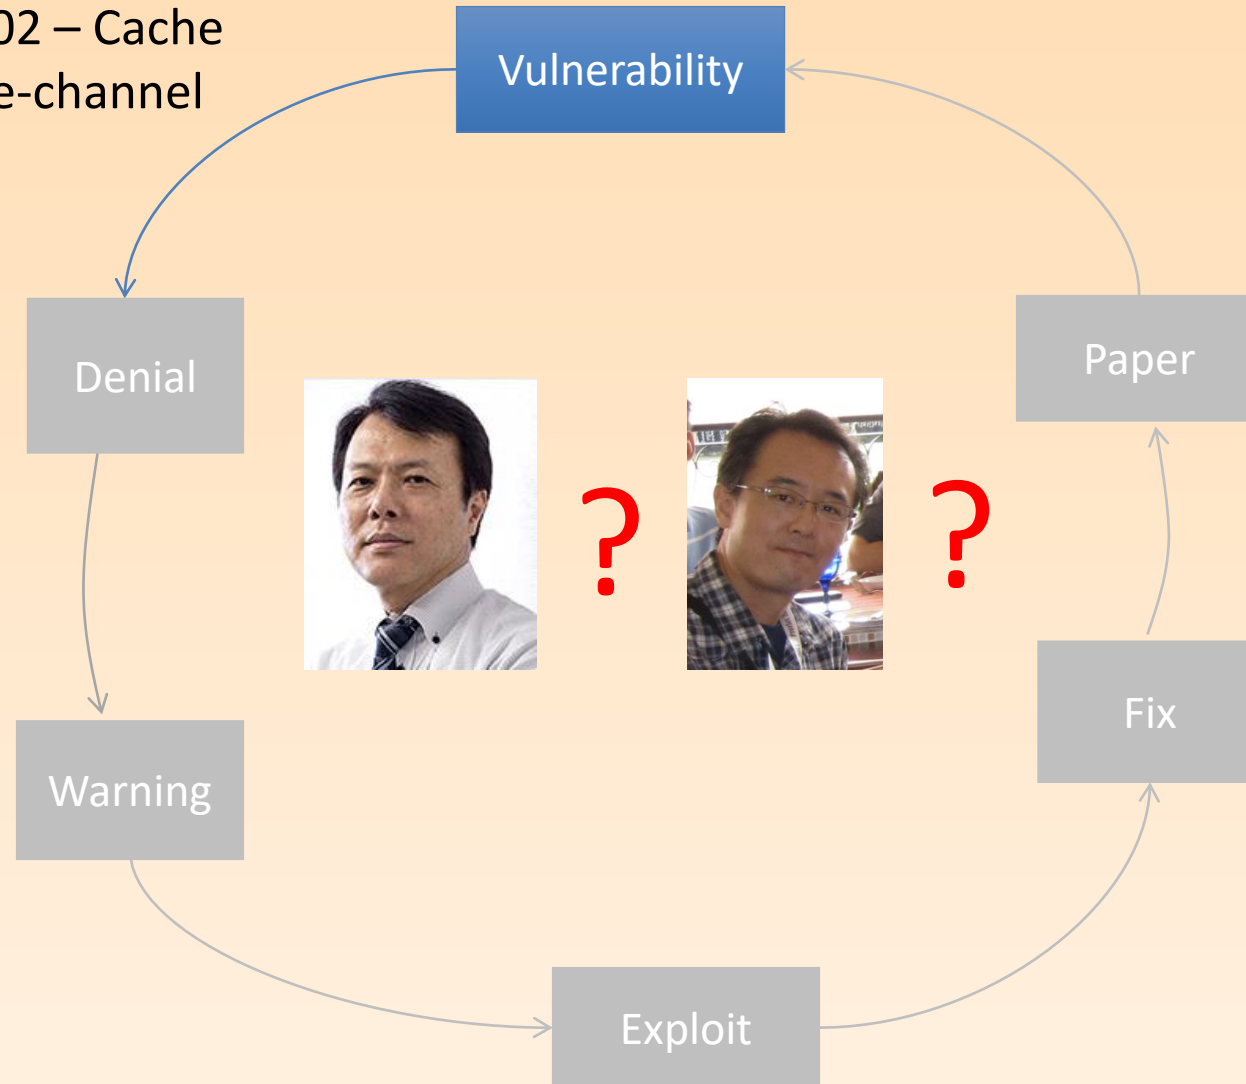 02 – Cache
e-channel
Vulnerability
Denial
?
?
Paper
Warning
Fix
Exploit